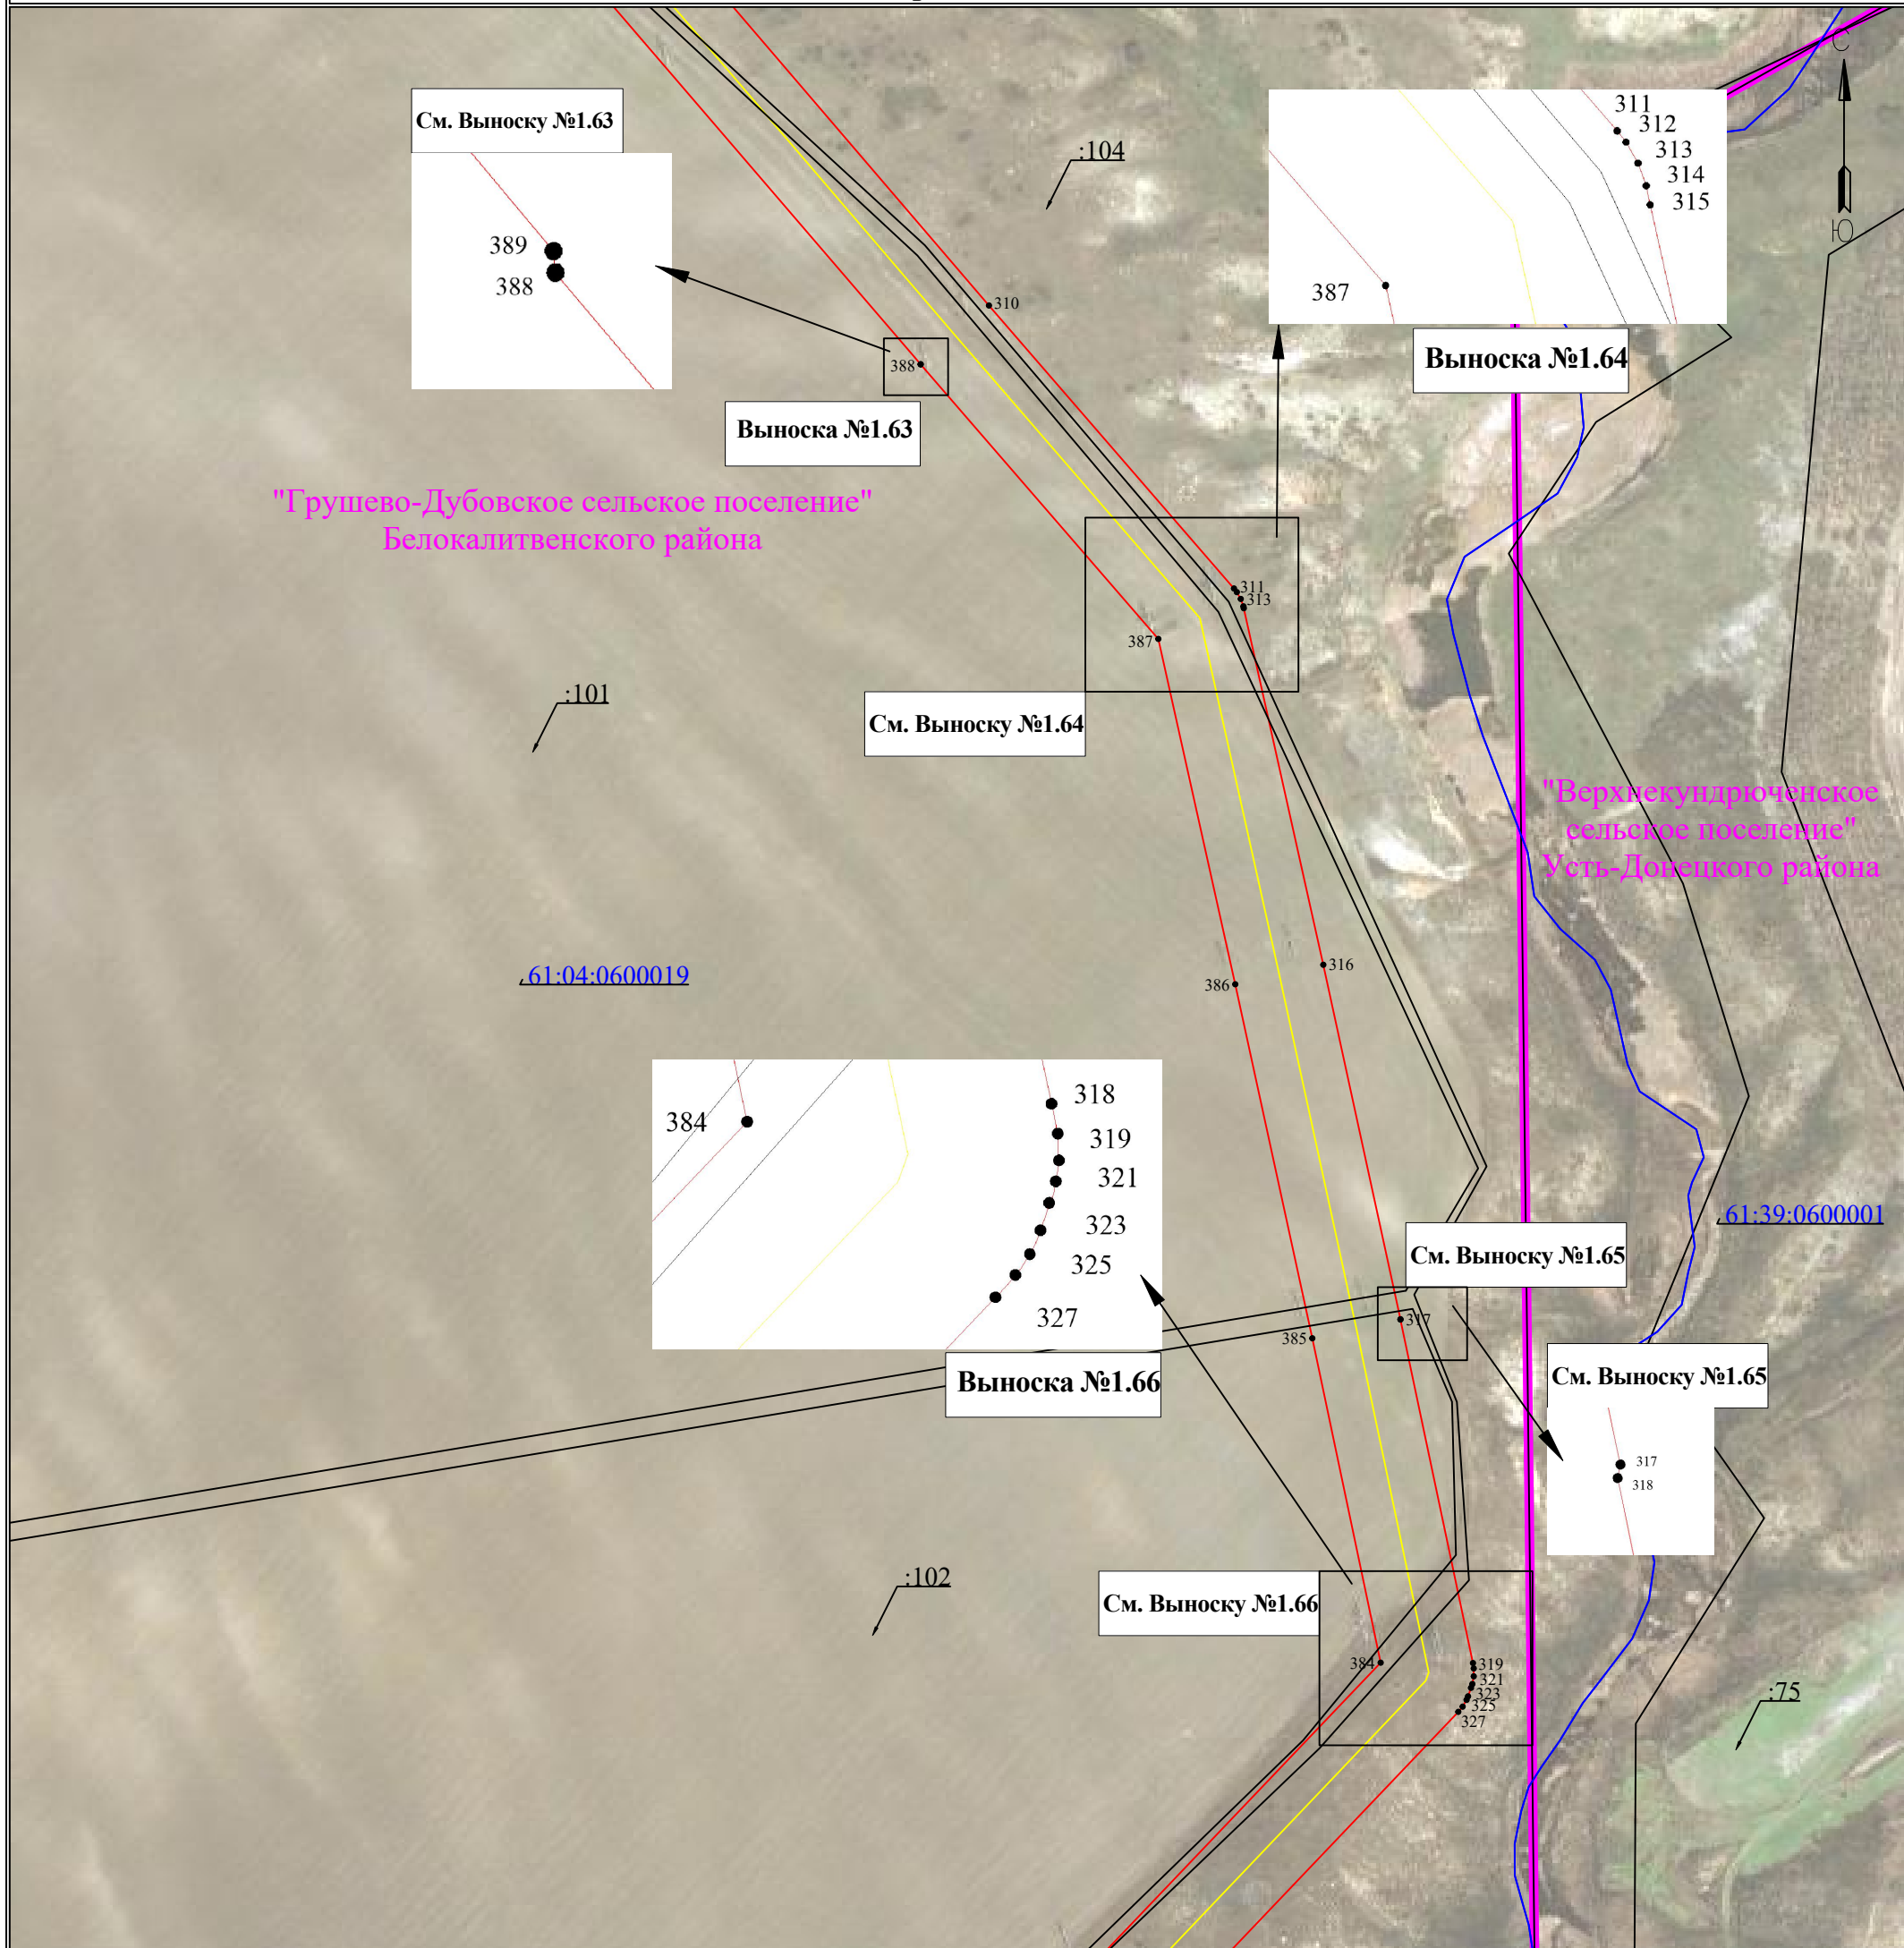 С
Ю
См. Выноску №1.63
389
388
:104
311
312
313
314
315
387
Выноска №1.64
310
388
Выноска №1.63
"Грушево-Дубовское сельское поселение"
Белокалитвенского района
311
313
387
:101
См. Выноску №1.64
"Верхнекундрюченское
сельское поселение"
Усть-Донецкого района
61:04:0600019
316
386
384
318
319
321
323
325
327
Выноска №1.66
61:39:0600001
См. Выноску №1.65
317
385
См. Выноску №1.65
317
318
:102
См. Выноску №1.66
384
319
321
323
325
327
:75